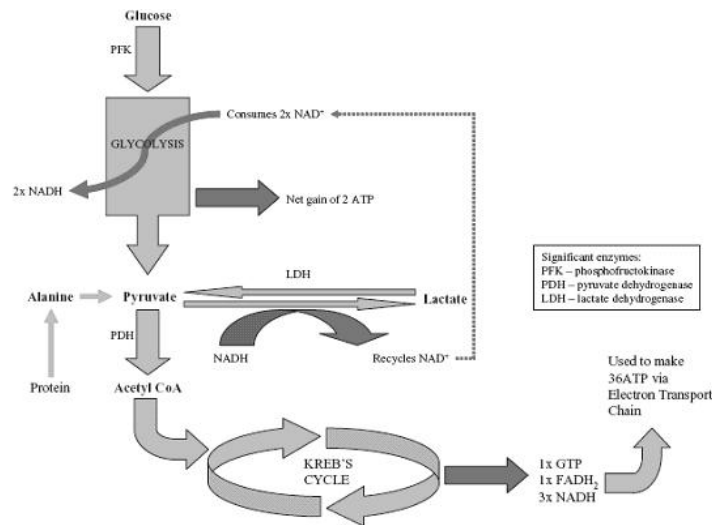 Glucose
PFK
Consumes 2x NAD⁺
GLYCOLYSIS
2x NADH
Net gain of 2 ATP
Significant enzymes:
PFK – phosphofructokinase
PDH – pyruvate dehydrogenase
LDH – lactate dehydrogenase
LDH
Alanine
Pyruvate
Lactate
PDH
NADH
Recycles NAD⁺
Protein
Acetyl CoA
Used to make
36ATP via
Electron Transport
Chain
KREB'S
CYCLE
1x GTP
1x FADH₂
3x NADH